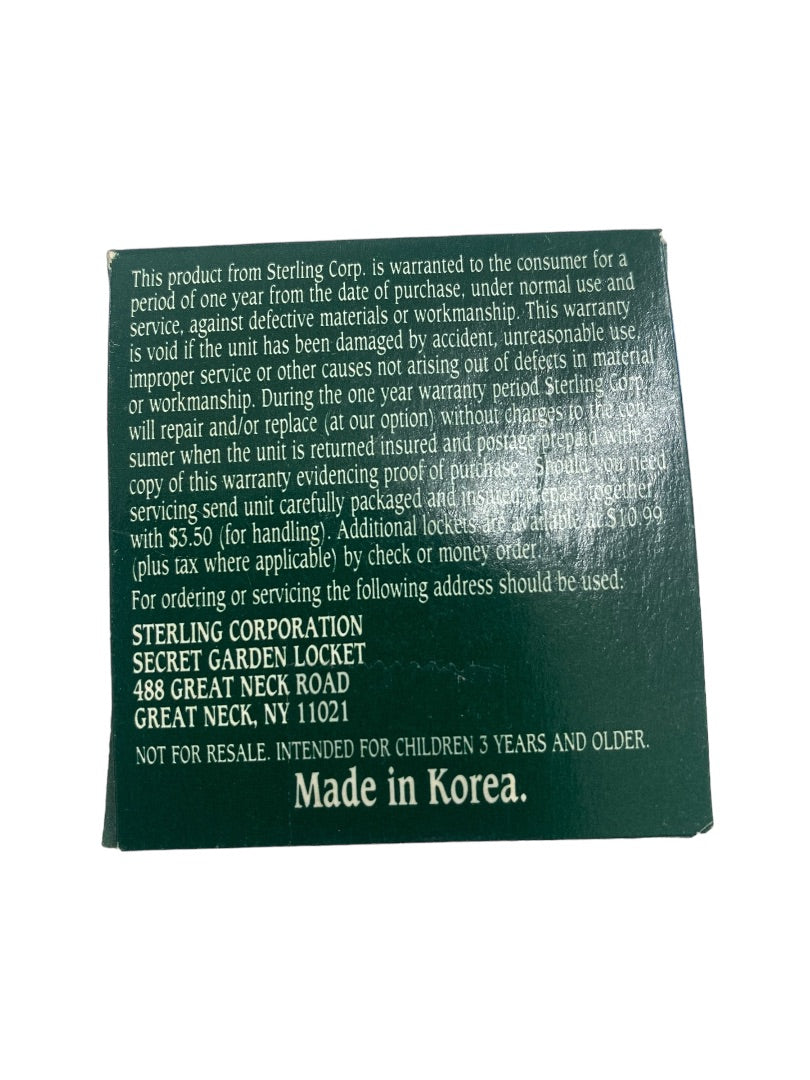 This product from Sterling Corp. is warranted to the consumer for a
period of one year from the date of purchase, under normal use and
service, against defective materials or workmanship. This warranty
is void if the unit has been damaged by accident, unreasonable use,
improper service or other causes not arising out of defects in material
or workmanship. During the one year warranty period Sterling Corp.
will repair and/or replace (at our option) without charges to the con-
sumer when the unit is returned insured and postage prepaid with a
copy of this warranty evidencing proof of purchase. Should you need
servicing send unit carefully packaged and insured prepaid together
with $3.50 (for handling). Additional lockets are available at $10.99
(plus tax where applicable) by check or money order.
For ordering or servicing the following address should be used:
STERLING CORPORATION
SECRET GARDEN LOCKET
488 GREAT NECK ROAD
GREAT NECK, NY 11021
NOT FOR RESALE. INTENDED FOR CHILDREN 3 YEARS AND OLDER.
Made in Korea.